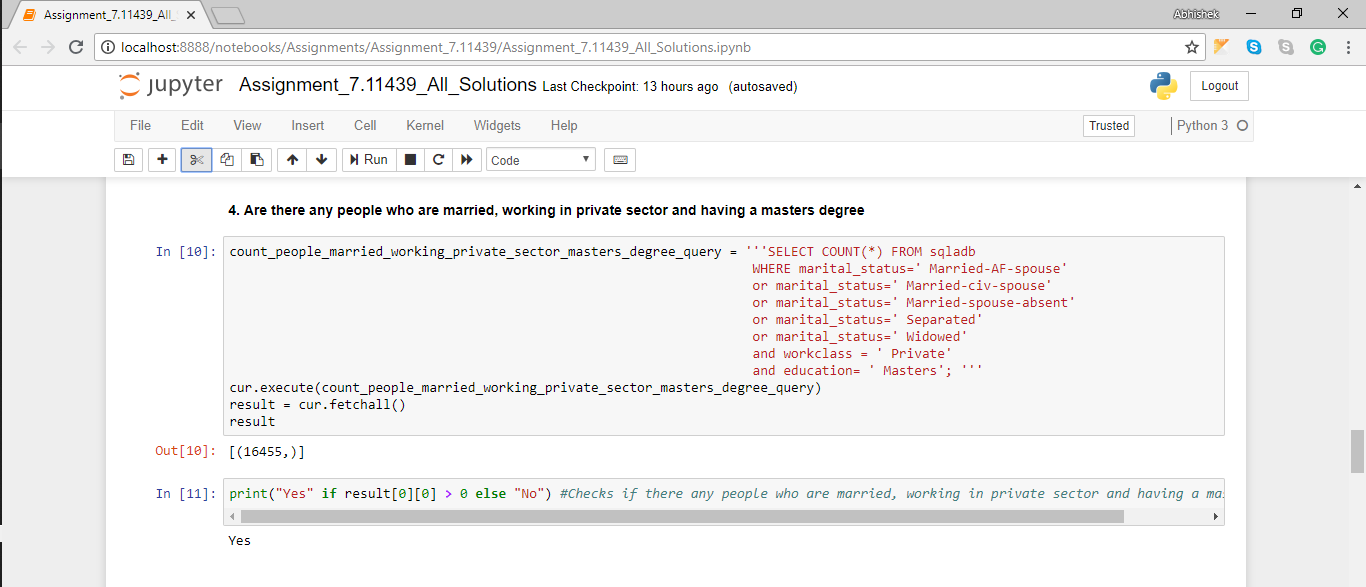 Assignment_7.11439_All_
Abhishek
localhost:8888/notebooks/Assignments/Assignment_7.11439/Assignment_7.11439_All_Solutions.ipynb
jupyter Assignment_7.11439_All_Solutions Last Checkpoint: 13 hours ago (autosaved)
Logout
File Edit View Insert Cell Kernel Widgets Help
Trusted
Python 3
Run
Code
4. Are there any people who are married, working in private sector and having a masters degree
In [10]: count_people_married_working_private_sector_masters_degree_query = '''SELECT COUNT(*) FROM sqladb
WHERE marital_status=' Married-AF-spouse'
or marital_status=' Married-civ-spouse'
or marital_status=' Married-spouse-absent'
or marital_status=' Separated'
or marital_status=' Widowed'
and workclass = ' Private'
and education= ' Masters'; '''
cur.execute(count_people_married_working_private_sector_masters_degree_query)
result = cur.fetchall()
result
Out[10]: [(16455,)]
In [11]: print("Yes" if result[0][0] > 0 else "No") #Checks if there any people who are married, working in private sector and having a ma
Yes